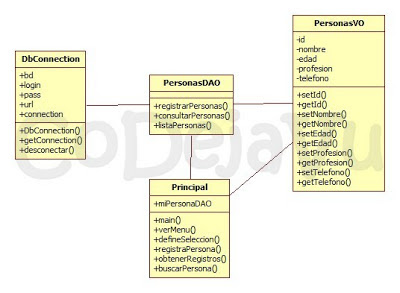 DbConnection
+bd
+login
+pass
+url
+connection
+DbConnection()
+getConnection()
+desconectar()
PersonasDAO
+registrarPersonas()
+consultarPersonas()
+listaPersonas()
PersonasVO
-id
-nombre
-edad
-profesion
-telefono
+setId()
+getId()
+setNombre()
+getNombre()
+setEdad()
+getEdad()
+setProfesion()
+getProfesion()
+setTelefono()
+getTelefono()
Principal
+miPersonaDAO
+main()
+verMenu()
+defineSeleccion()
+registraPersona()
+obtenerRegistros()
+buscarPersona()
CoDejaVu